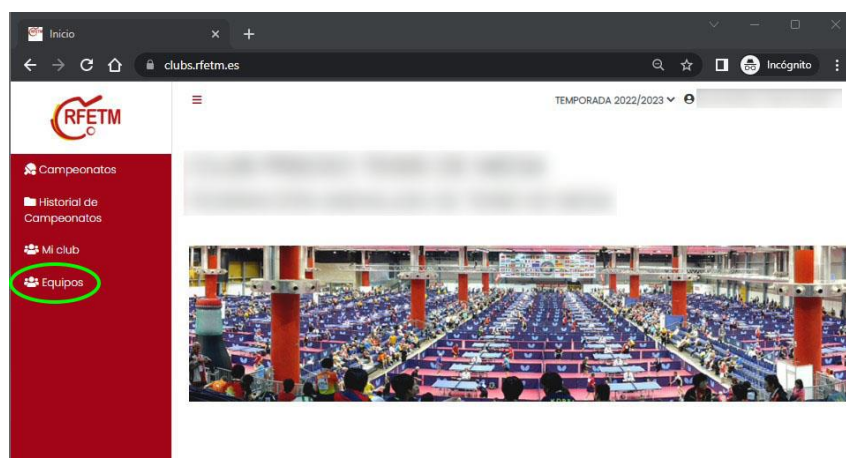 Inicio
clubs.rfetm.es
Incógnito
RFETM
TEMPORADA 2022/2023
Campeonatos
Historial de
Campeonatos
Mi club
Equipos